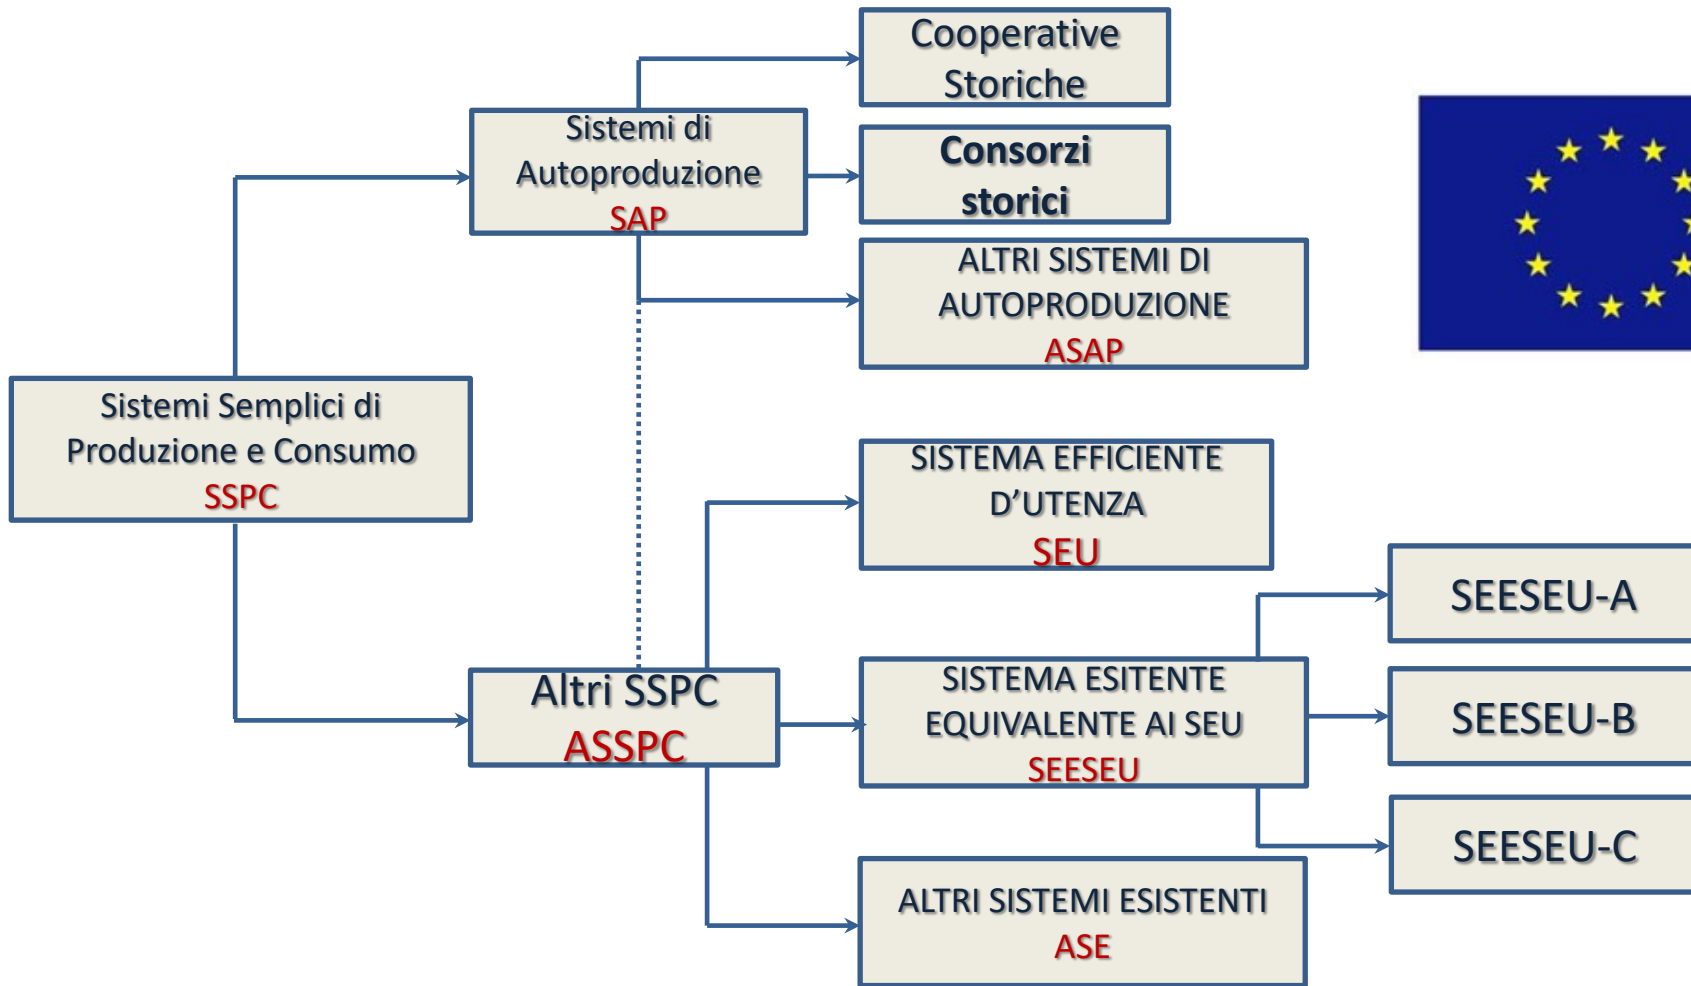 Cooperative
Storiche
Sistemi di
Autoproduzione
SAP
Consorzi
storici
ALTRI SISTEMI DI
AUTOPRODUZIONE
ASAP
Sistemi Semplici di
Produzione e Consumo
SSPC
SISTEMA EFFICIENTE
D’UTENZA
SEU
Altri SSPC
ASSPC
SISTEMA ESITENTE
EQUIVALENTE AI SEU
SEESEU
SEESEU-A
SEESEU-B
SEESEU-C
ALTRI SISTEMI ESISTENTI
ASE